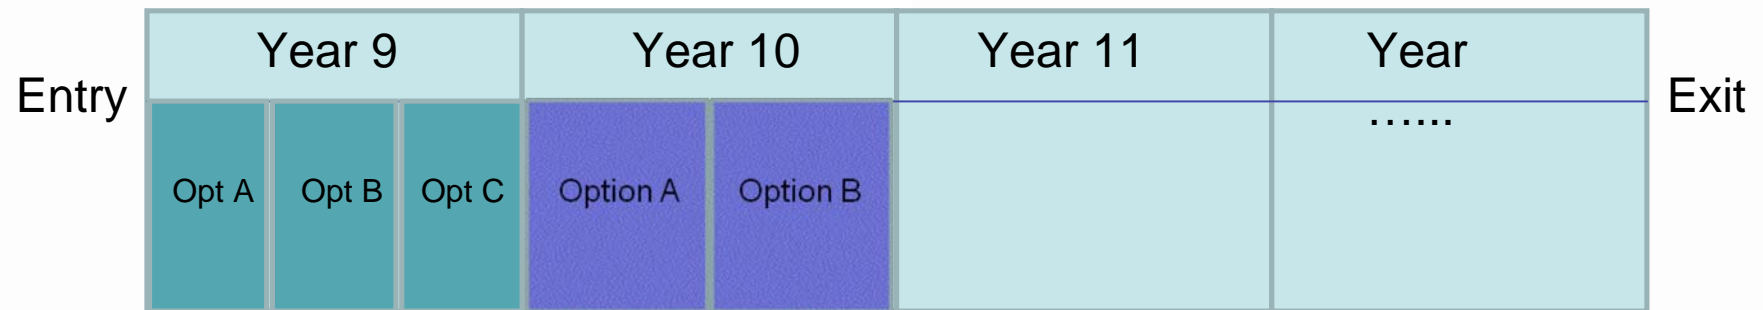 Year 9 Year 10 Year 11 Year
Entry Exit
…...
Opt A Opt B Opt C Option A Option B